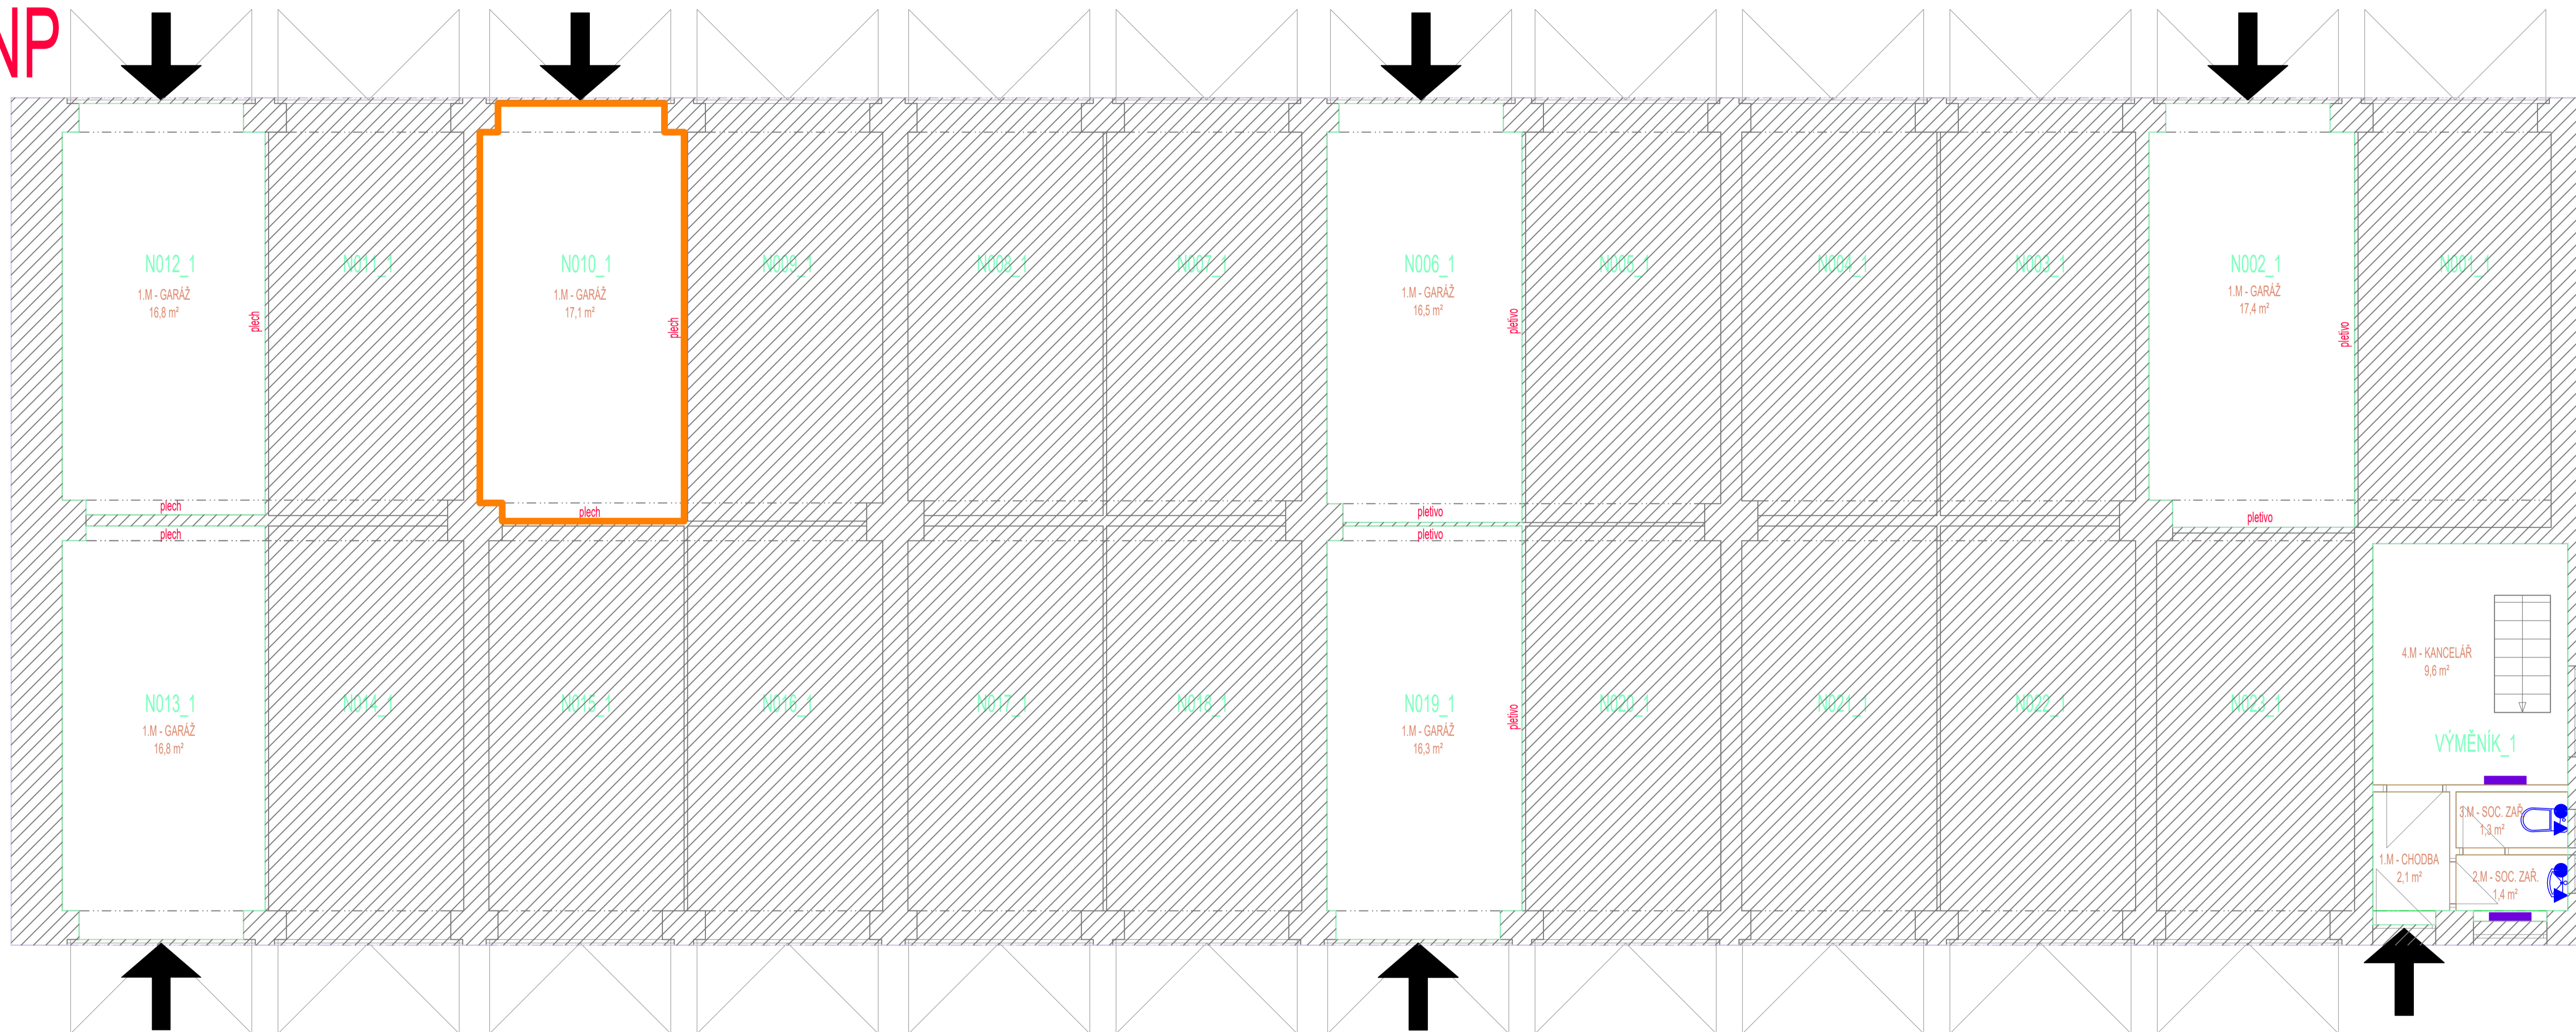 NP
N012_1
1.M - GARÁŽ
16,8 m²
plech
plech
N011_1
N010_1
1.M - GARÁŽ
17,1 m²
plech
plech
N009_1
N008_1
N007_1
N006_1
1.M - GARÁŽ
16,5 m²
pletivo
pletivo
N005_1
N004_1
N003_1
N002_1
1.M - GARÁŽ
17,4 m²
pletivo
pletivo
N001_1
plech
N013_1
1.M - GARÁŽ
16,8 m²
N014_1
N015_1
N016_1
N017_1
N018_1
pletivo
N019_1
1.M - GARÁŽ
16,3 m²
pletivo
N020_1
N021_1
N022_1
N023_1
4.M - KANCELÁŘ
9,6 m²
VÝMĚNÍK_1
3.M - SOC. ZAŘ.
1,3 m²
1.M - CHODBA
2,1 m²
2.M - SOC. ZAŘ.
1,4 m²